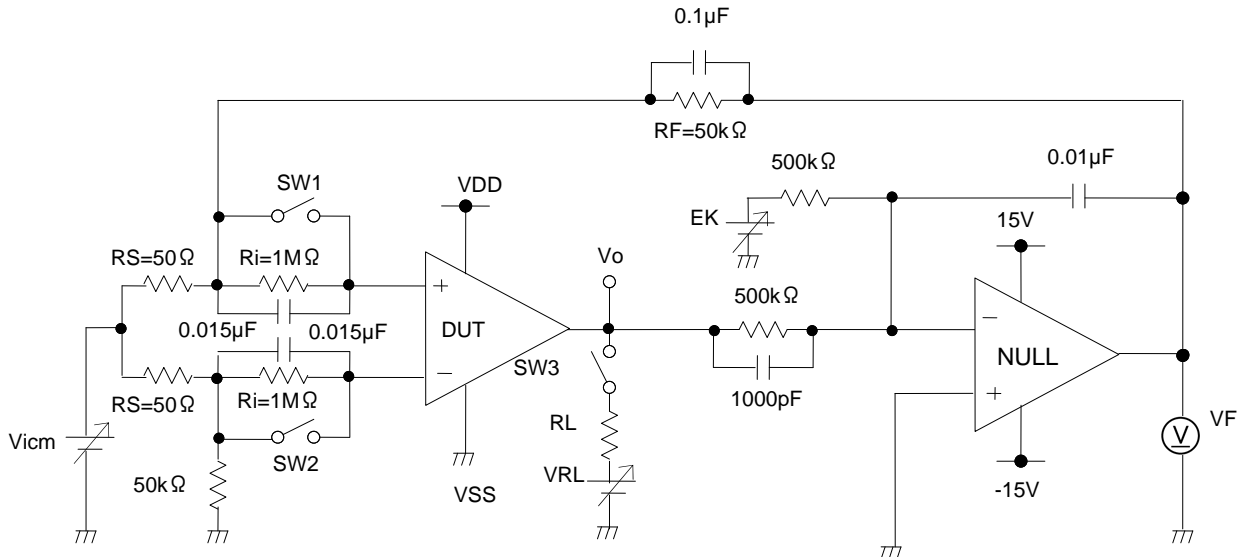 0.1μF
RF=50kΩ
500kΩ
0.01μF
SW1
VDD
EK
15V
Vo
RS=50Ω
Ri=1MΩ
500kΩ
+
−
0.015μF
0.015μF
DUT
NULL
SW3
−
+
1000pF
RS=50Ω
Ri=1MΩ
RL
V
VF
Vicm
SW2
VRL
-15V
50kΩ
VSS